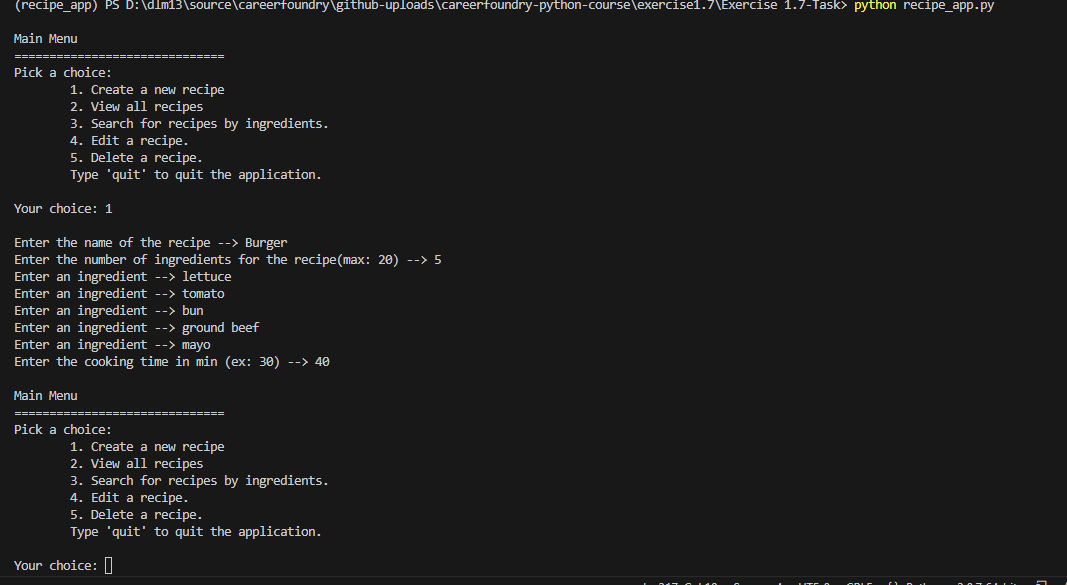 (recipe_app) PS D:\dlm13\source\careerfoundry\github-uploads\careerfoundry-python-course\exercise1.7\Exercise 1.7-Task> python recipe_app.py
Main Menu
==============================
Pick a choice:
1. Create a new recipe
2. View all recipes
3. Search for recipes by ingredients.
4. Edit a recipe.
5. Delete a recipe.
Type 'quit' to quit the application.
Your choice: 1
Enter the name of the recipe --> Burger
Enter the number of ingredients for the recipe(max: 20) --> 5
Enter an ingredient --> lettuce
Enter an ingredient --> tomato
Enter an ingredient --> bun
Enter an ingredient --> ground beef
Enter an ingredient --> mayo
Enter the cooking time in min (ex: 30) --> 40
Main Menu
==============================
Pick a choice:
1. Create a new recipe
2. View all recipes
3. Search for recipes by ingredients.
4. Edit a recipe.
5. Delete a recipe.
Type 'quit' to quit the application.
Your choice: